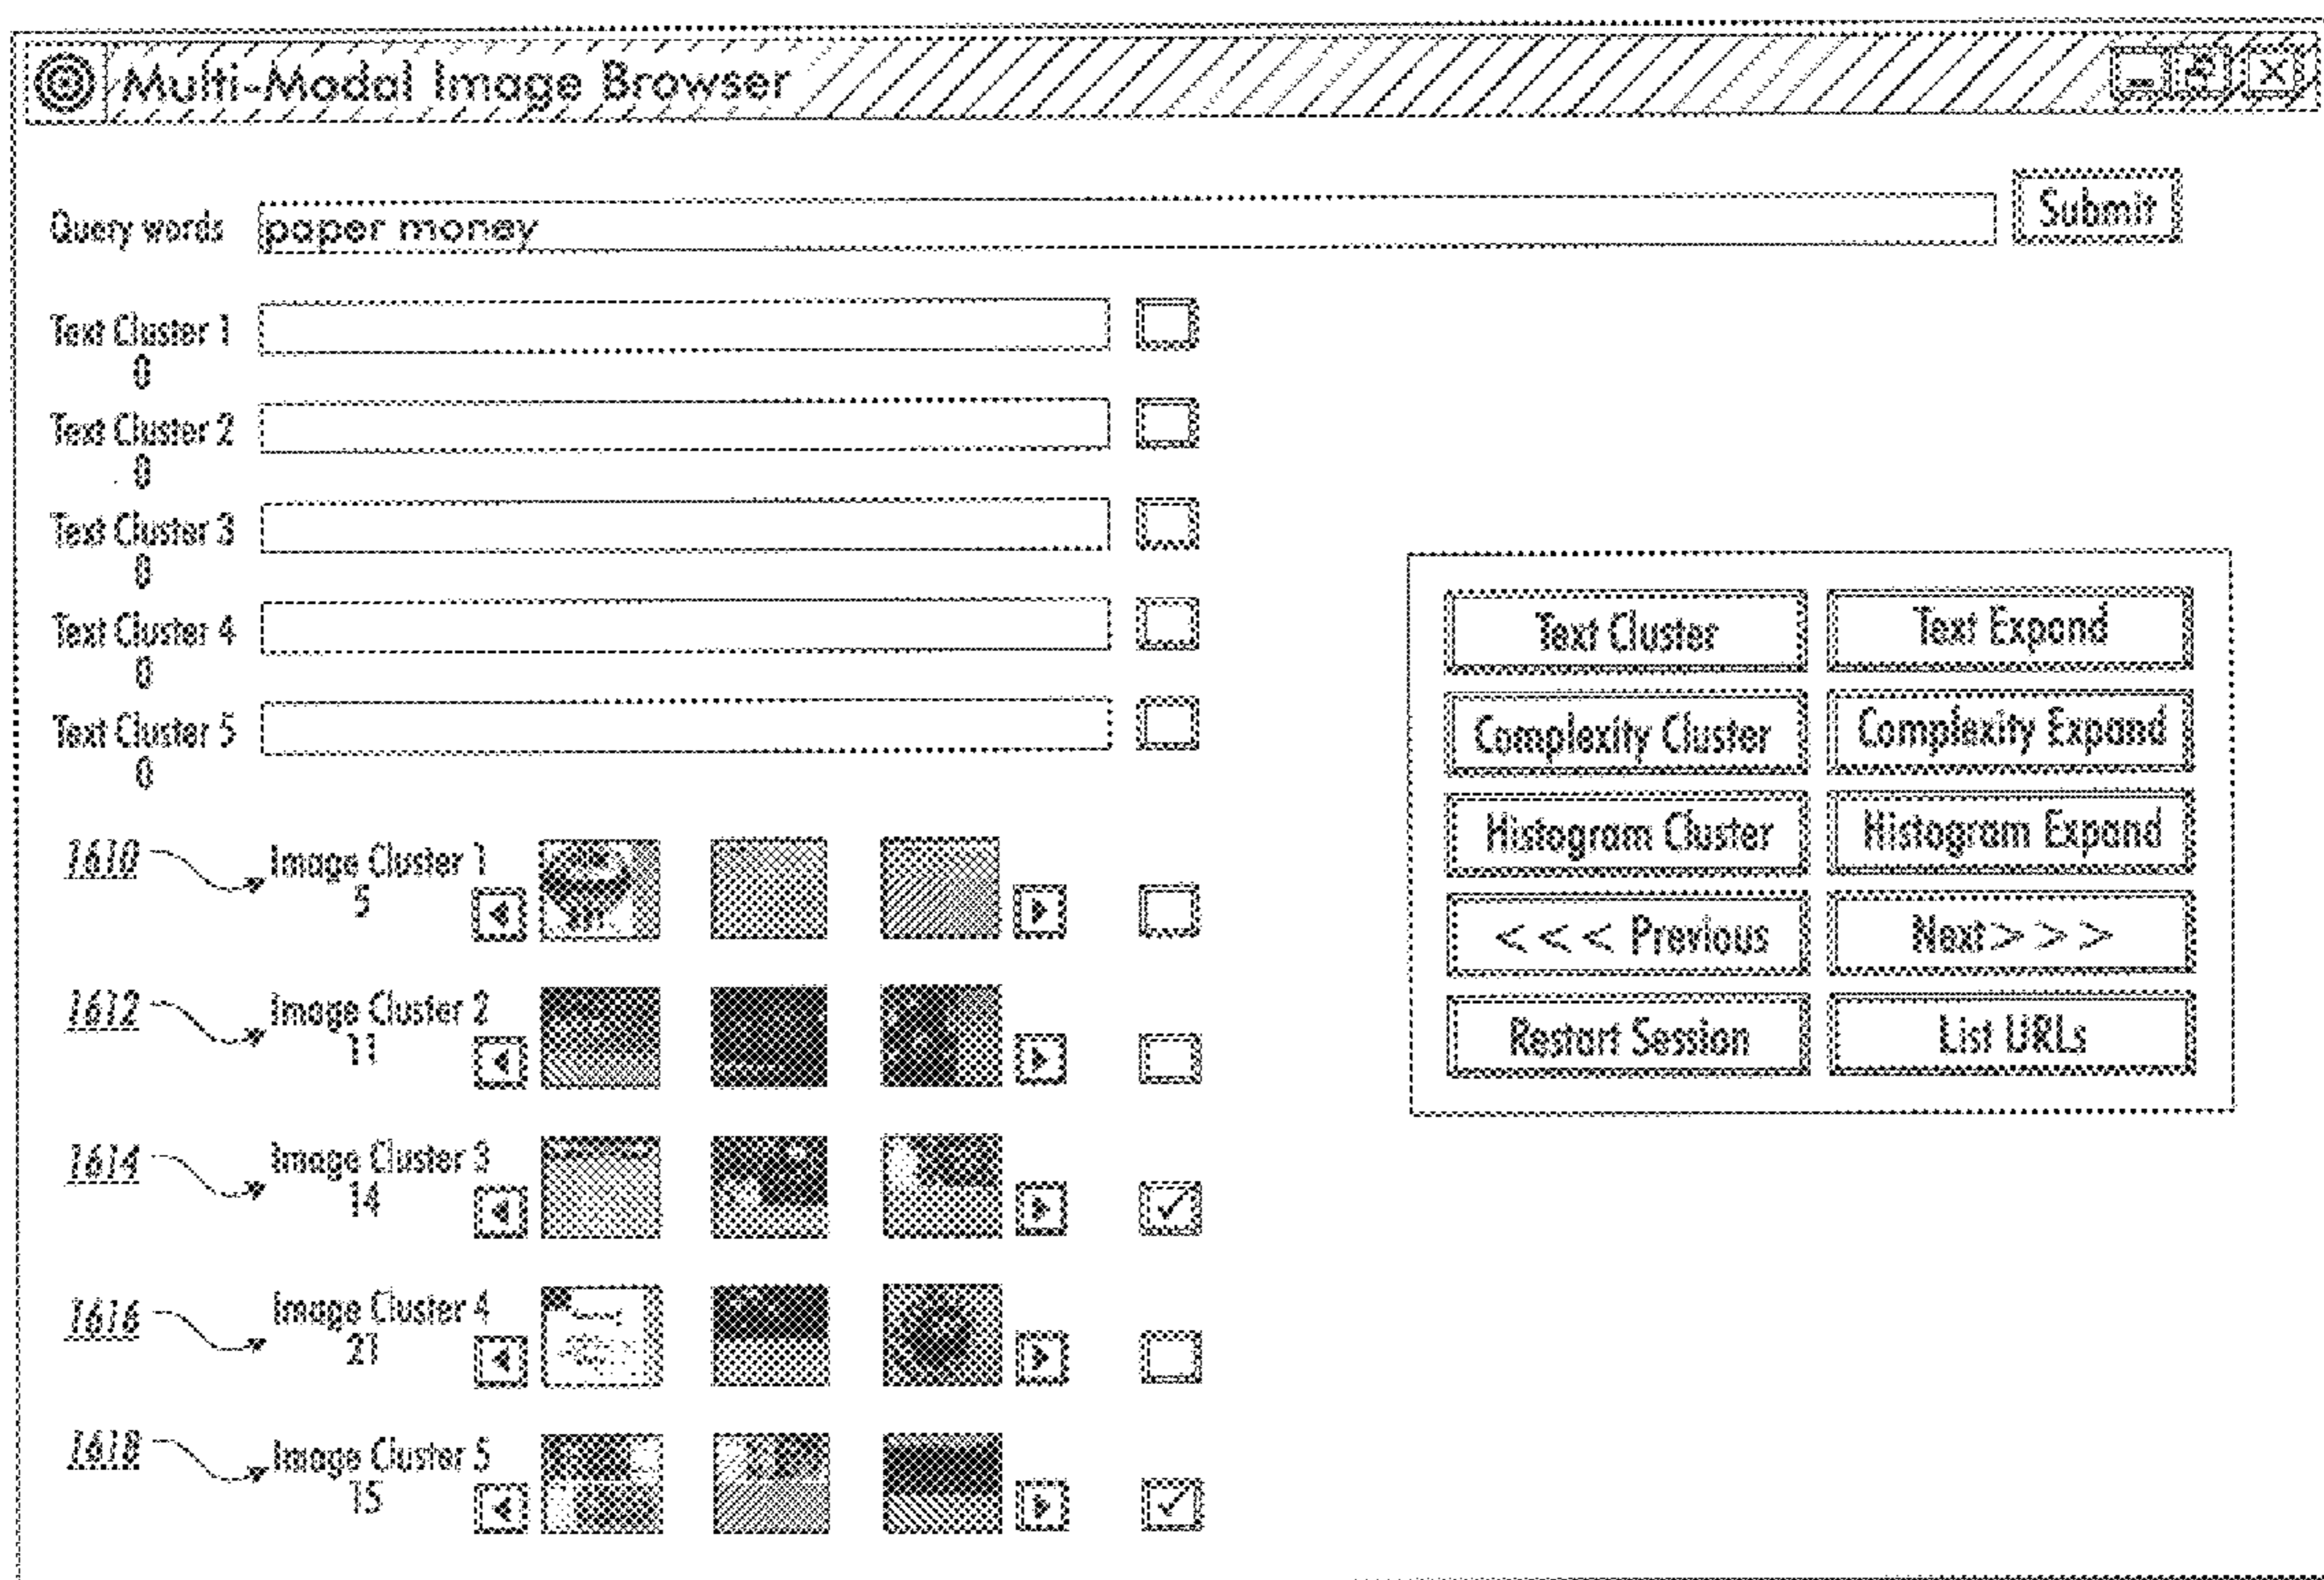 Multi-Modal Image Browser
Query words paper money Submit
Text Cluster 1
0
Text Cluster 2
0
Text Cluster 3
0
Text Cluster 4
0
Text Cluster 5
0
Text Cluster Text Expand
Complexity Cluster Complexity Expand
Histogram Cluster Histogram Expand
<<< Previous Next>>>
Restart Session List URLs
1610 Image Cluster 1
5
1612 Image Cluster 2
11
1614 Image Cluster 3
14
1616 Image Cluster 4
21
1618 Image Cluster 5
15